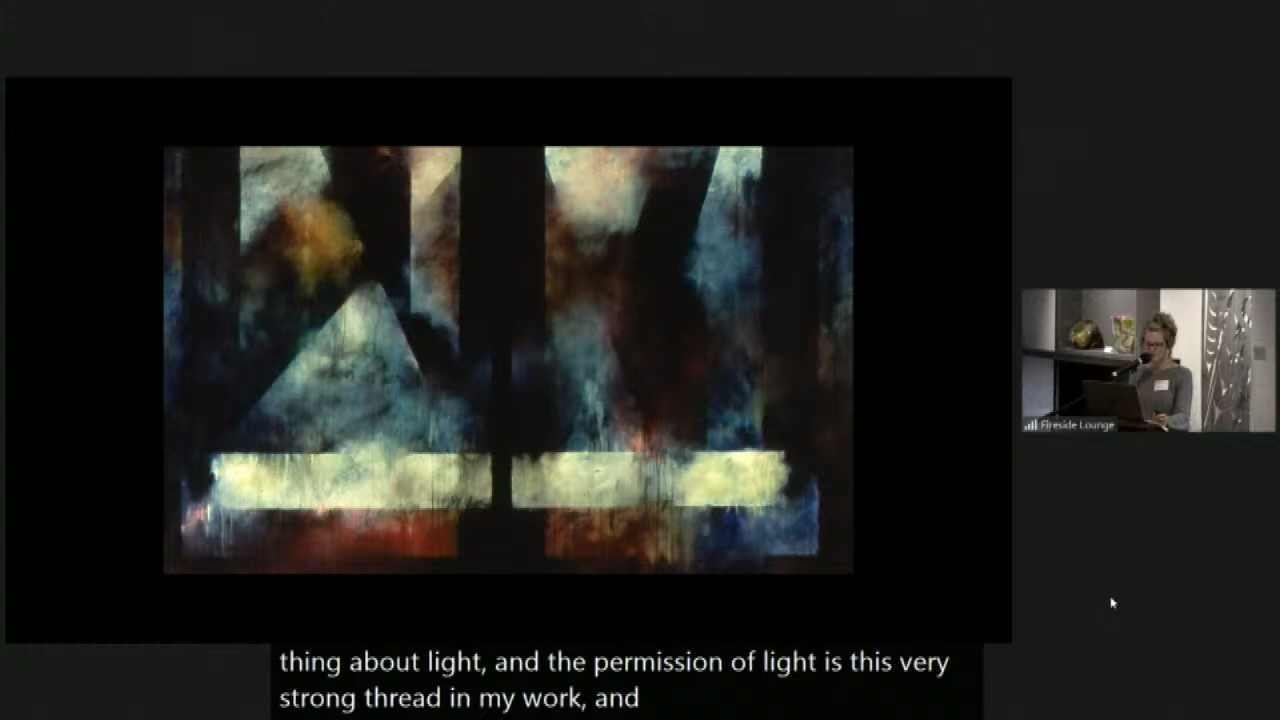 Fireside Lounge
thing about light, and the permission of light is this very
strong thread in my work, and